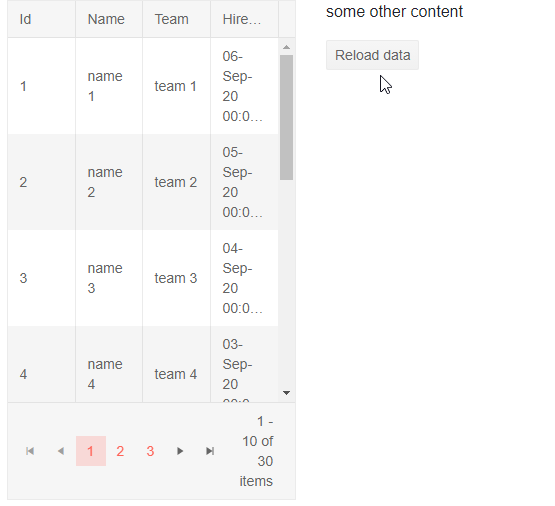 Id Name Team Hire...
1 name 1 team 1 06-Sep-20 00:0...
2 name 2 team 2 05-Sep-20 00:0...
3 name 3 team 3 04-Sep-20 00:0...
4 name 4 team 4 03-Sep-20
1 2 3 1 - 10 of 30 items
some other content
Reload data